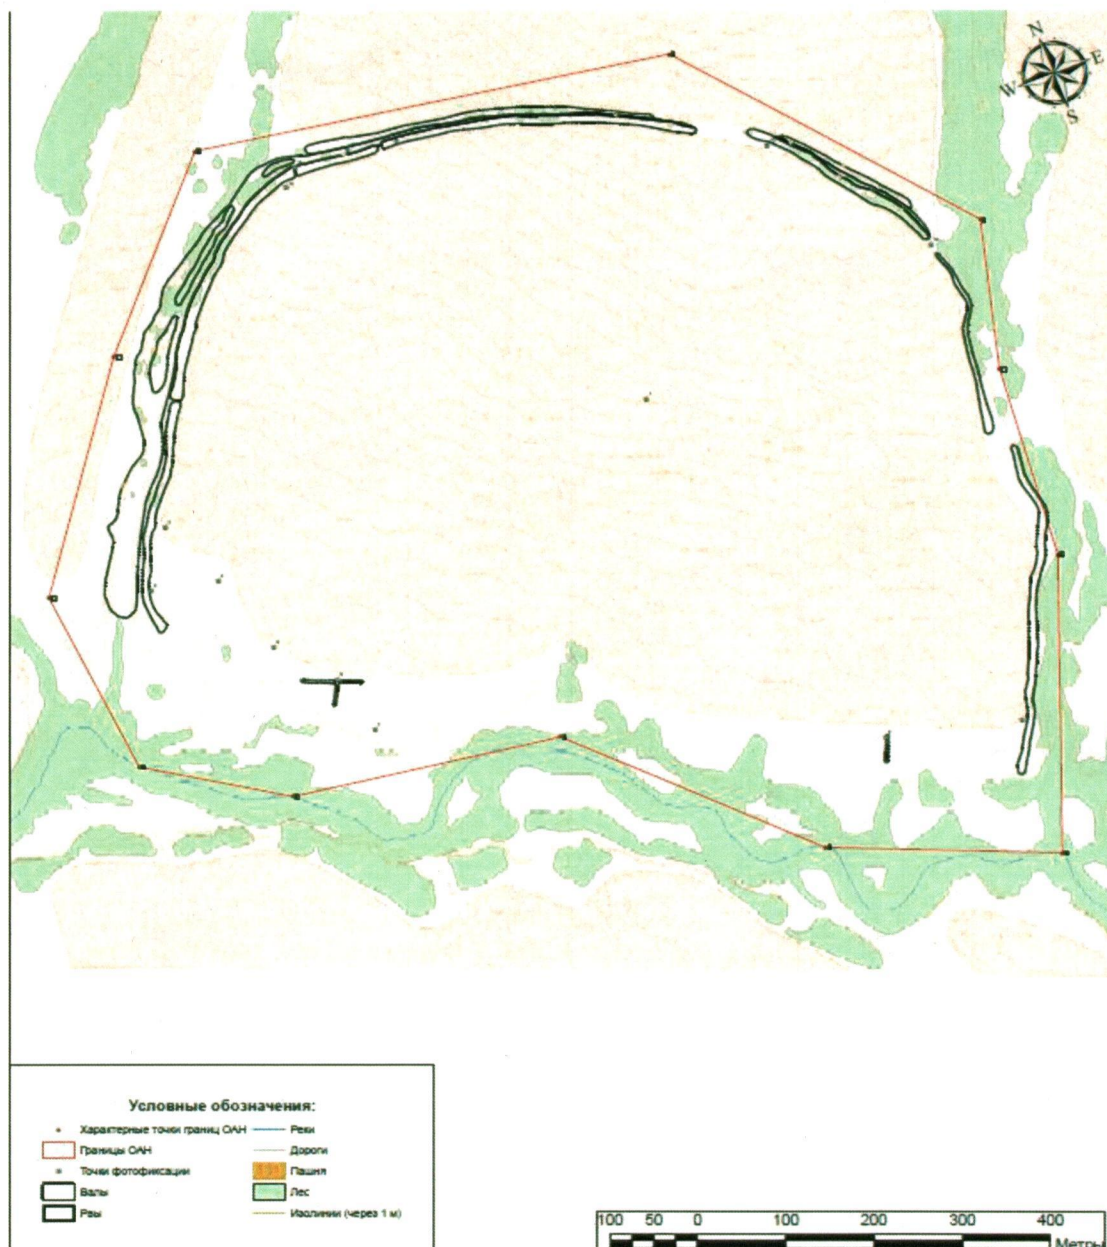 N
W E
S
Условные обозначения:
Характерные точки границ ОАН
Границы ОАН
Точки фотофиксации
Валы
Рвы
Реки
Дороги
Пашня
Лес
Изолинии (через 1 м)
100 50 0 100 200 300 400
Метры